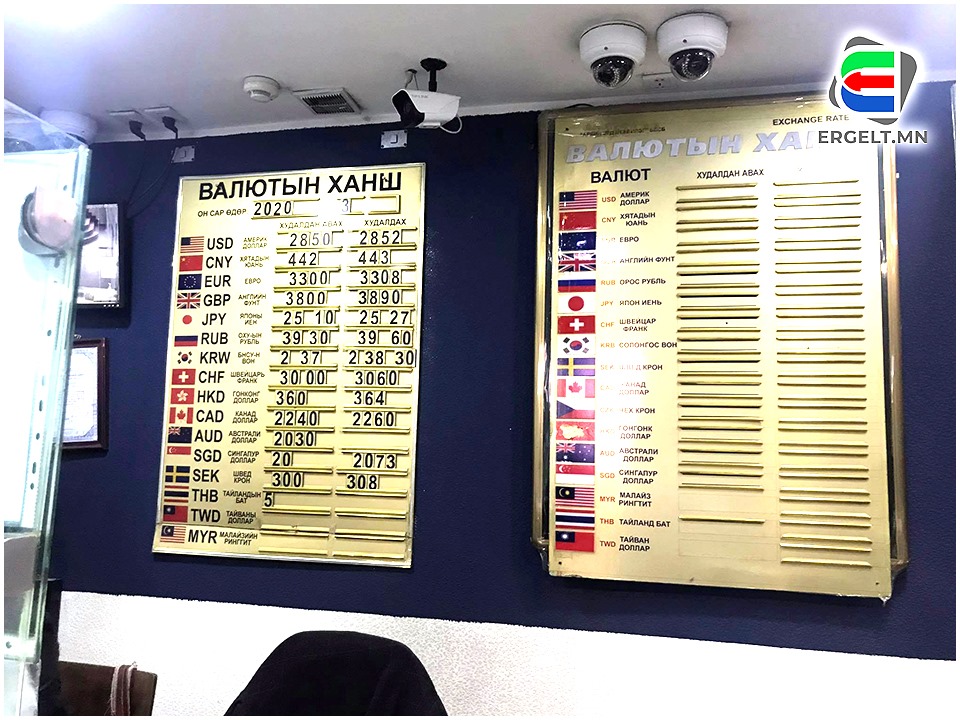 ERGELT.MN
ВАЛЮТЫН ХАНШ
ОН САР ӨДӨР 2020 3
ХУДАЛДАН АВАХ ХУДАЛДАХ
USD АМЕРИК ДОЛЛАР 2850 2852
CNY ХЯТАДЫН ЮАНЬ 442 443
EUR ЕВРО 3300 3308
GBP АНГЛИЙН ФУНТ 3800 3890
JPY ЯПОНЫ ИЕН 25 10 25 27
RUB ОХУ-ЫН РУБЛЬ 39 30 39 60
KRW БНСУ-Н ВОН 2 37 2 38 30
CHF ШВЕЙЦАРЬ ФРАНК 3000 3060
HKD ГОНКОНГ ДОЛЛАР 360 364
CAD КАНАД ДОЛЛАР 2240 2260
AUD АВСТРАЛИ ДОЛЛАР 2030
SGD СИНГАПУР ДОЛЛАР 20 2073
SEK ШВЕД КРОН 300 308
THB ТАЙЛАНДЫН БАТ 5
TWD ТАЙВАНЫ ДОЛЛАР
MYR МАЛАЙЗИЙН РИНГГИТ
EXCHANGE RATE
ВАЛЮТЫН
ВАЛЮТ ХУДАЛДАН АВАХ
USD АМЕРИК ДОЛЛАР
CNY ХЯТАДЫН ЮАНЬ
ЕВРО
АНГЛИЙН ФУНТ
RUB ОРОС РУБЛЬ
JPY ЯПОН ИЕНЬ
CHF ШВЕЙЦАР ФРАНК
KRB СОЛОНГОС ВОН
SEK ШВЕД КРОН
КАНАД ДОЛЛАР
ЧЕХ КРОН
ГОНГОНК ДОЛЛАР
AUD АВСТРАЛИ ДОЛЛАР
SGD СИНГАПУР ДОЛЛАР
MYR МАЛАЙЗ РИНГТИТ
THB ТАЙЛАНД БАТ
TWD ТАЙВАН ДОЛЛАР